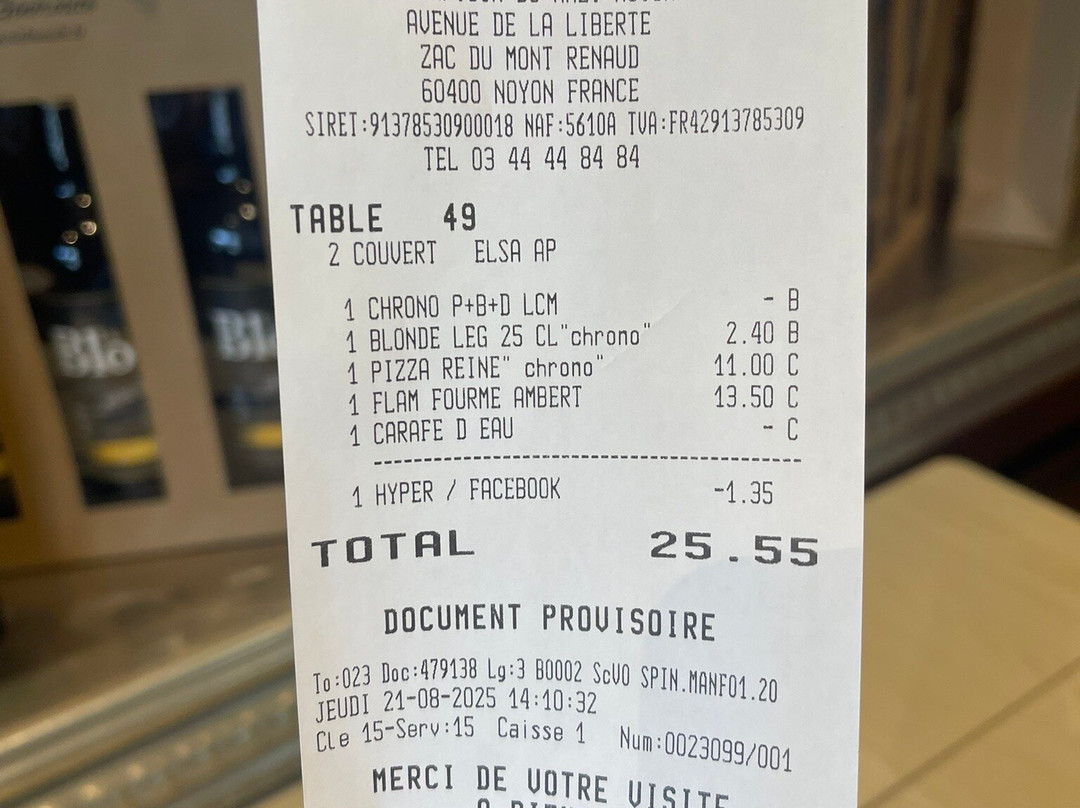 AVENUE DE LA LIBERTE
ZAC DU MONT RENAUD
60400 NOYON FRANCE
SIRET:91378530900018 NAF:5610A TVA:FR42913785309
TEL 03 44 44 84 84
TABLE 49
2 COUVERT ELSA AP
1 CHRONO P+B+D LCM - B
1 BLONDE LEG 25 CL"chrono" 2.40 B
1 PIZZA REINE" chrono" 11.00 C
1 FLAM FOURME AMBERT 13.50 C
1 CARAFE D EAU - C
1 HYPER / FACEBOOK -1.35
TOTAL 25.55
DOCUMENT PROVISOIRE
To:023 Doc:479138 Lg:3 B0002 ScVO SPIN.MANF01.20
JEUDI 21-08-2025 14:10:32
Cle 15-Serv:15 Caisse 1 Num:0023099/001
MERCI DE VOTRE VISITE